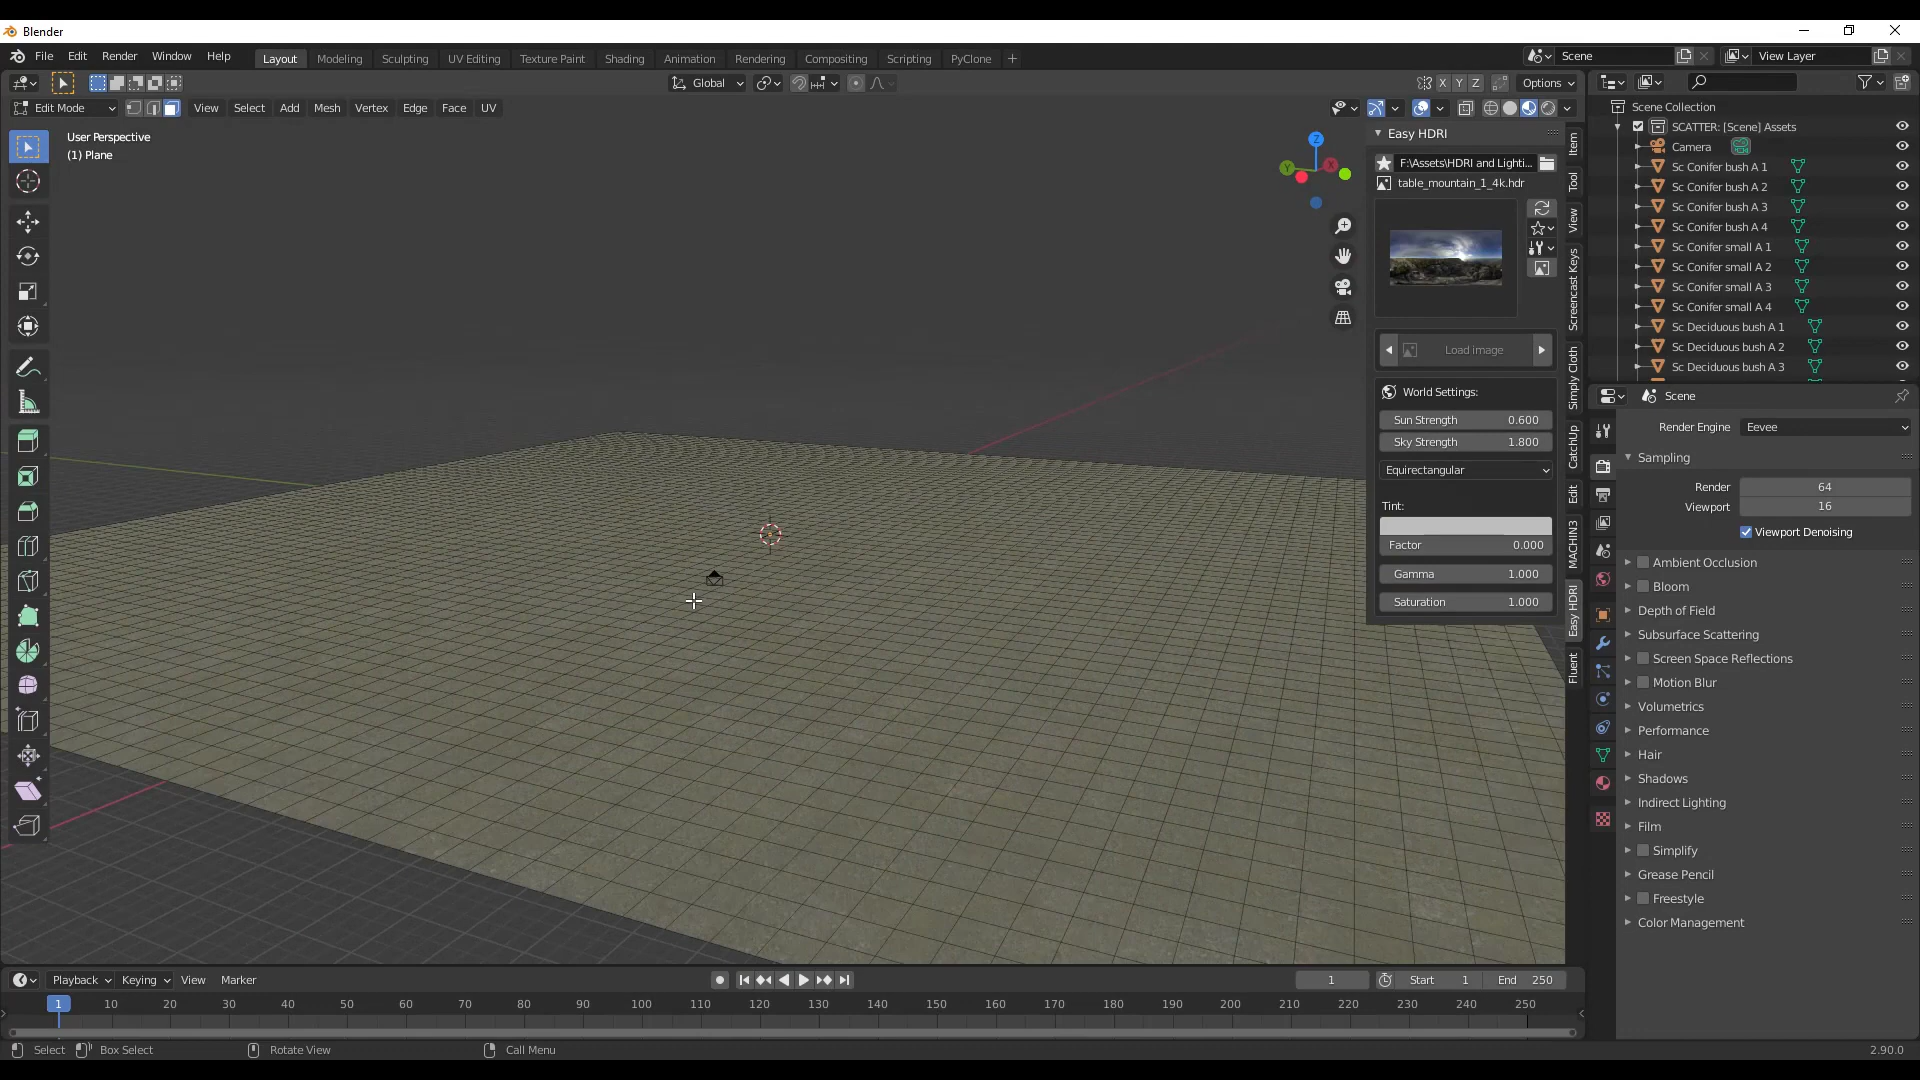 Blender
File Edit Render Window Help Layout Modeling Sculpting UV Editing Texture Paint Shading Animation Rendering Compositing Scripting PyClone + Scene View Layer
Global X Y Z Options
Edit Mode View Select Add Mesh Vertex Edge Face UV
User Perspective
(1) Plane
Z
Y
X
Easy HDRI
F:\Assets\HDRI and Lighti...
table_mountain_1_4k.hdr
Load image
World Settings:
Sun Strength 0.600
Sky Strength 1.800
Equirectangular
Tint:
Factor 0.000
Gamma 1.000
Saturation 1.000
Item
Tool
View
Screencast Keys
Simply Cloth
CatchUp
Edit
MACHIN3
Easy HDRI
Fluent
Scene Collection
SCATTER: [Scene] Assets
Camera
Sc Conifer bush A 1
Sc Conifer bush A 2
Sc Conifer bush A 3
Sc Conifer bush A 4
Sc Conifer small A 1
Sc Conifer small A 2
Sc Conifer small A 3
Sc Conifer small A 4
Sc Deciduous bush A 1
Sc Deciduous bush A 2
Sc Deciduous bush A 3
Scene
Render Engine Eevee
Sampling
Render 64
Viewport 16
Viewport Denoising
Ambient Occlusion
Bloom
Depth of Field
Subsurface Scattering
Screen Space Reflections
Motion Blur
Volumetrics
Performance
Hair
Shadows
Indirect Lighting
Film
Simplify
Grease Pencil
Freestyle
Color Management
Playback Keying View Marker 1 Start 1 End 250
1 10 20 30 40 50 60 70 80 90 100 110 120 130 140 150 160 170 180 190 200 210 220 230 240 250
Select Box Select Rotate View Call Menu 2.90.0